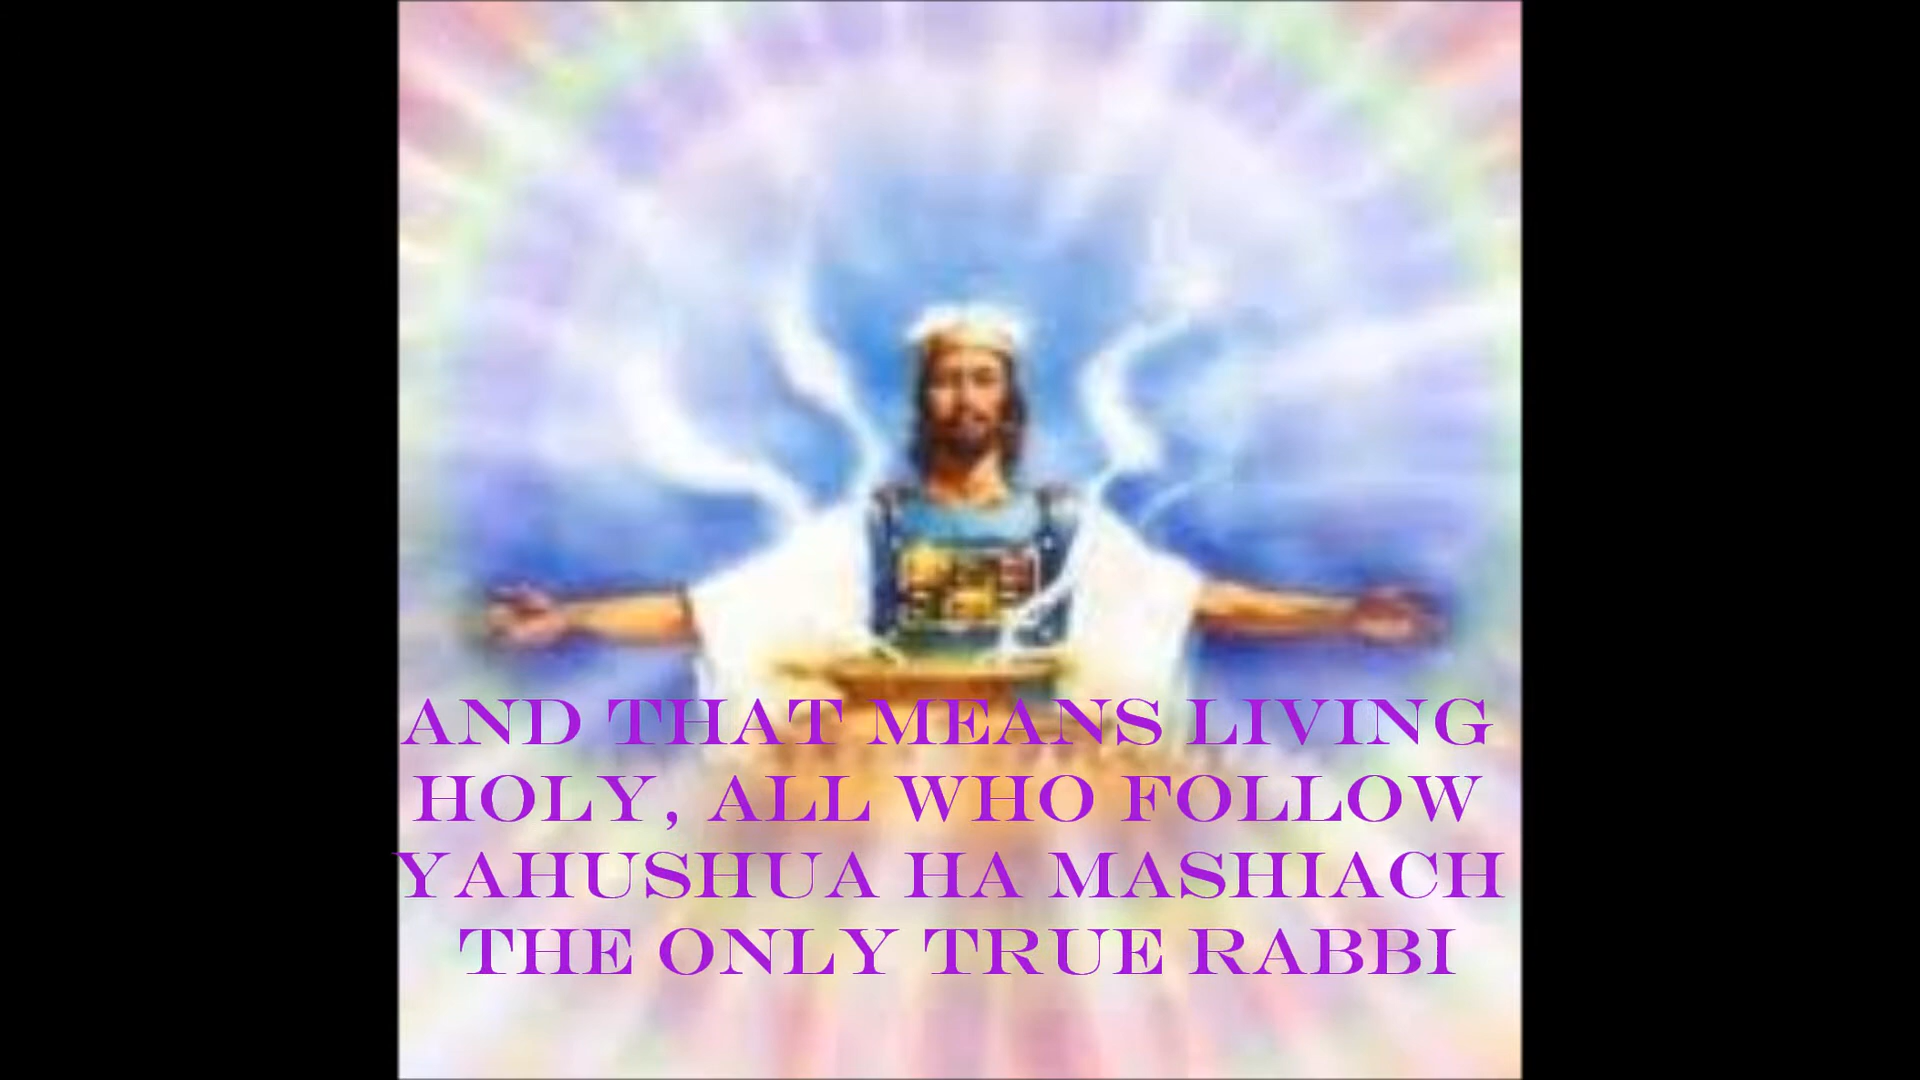 AND THAT MEANS LIVING
HOLY, ALL WHO FOLLOW
YAHUSHUA HA MASHIACH
THE ONLY TRUE RABBI